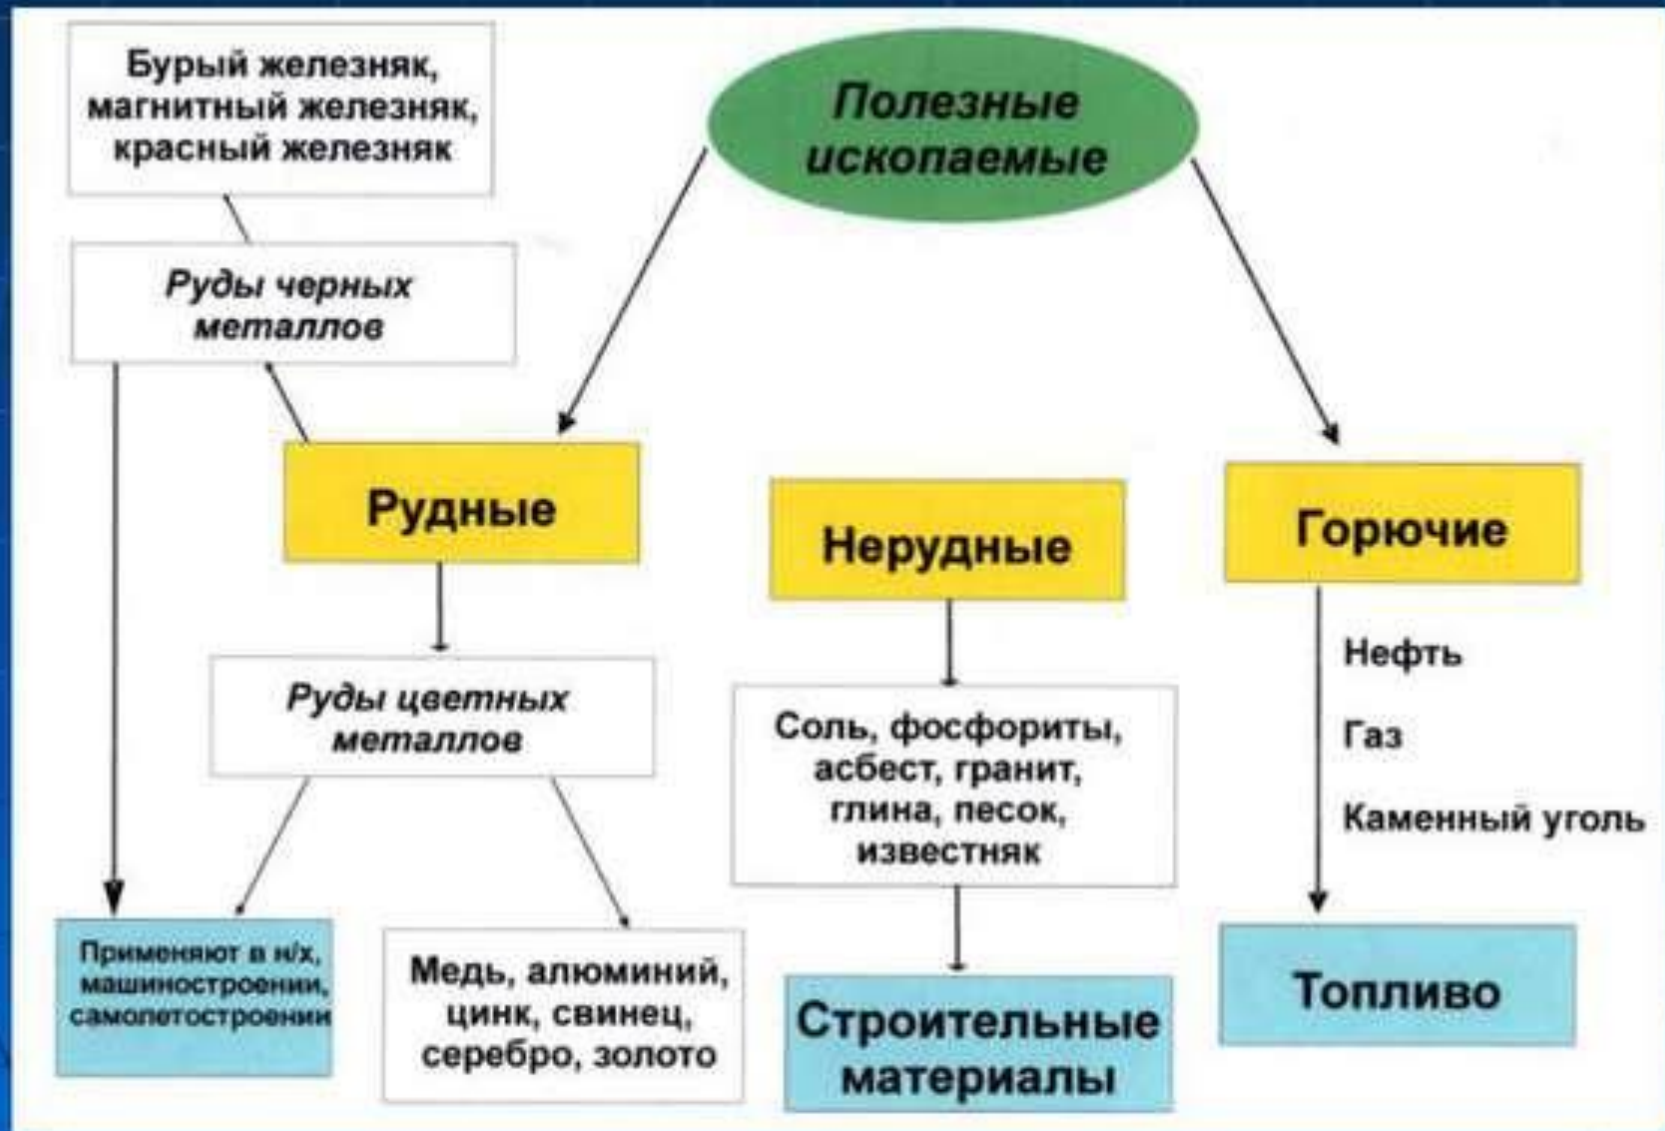 Бурый железняк,
магнитный железняк,
красный железняк
Полезные
ископаемые
Руды черных
металлов
Рудные
Нерудные
Горючие
Руды цветных
металлов
Соль, фосфориты,
асбест, гранит,
глина, песок,
известняк
Нефть
Газ
Каменный уголь
Применяют в н/х,
машиностроении,
самолетостроении
Медь, алюминий,
цинк, свинец,
серебро, золото
Строительные
материалы
Топливо